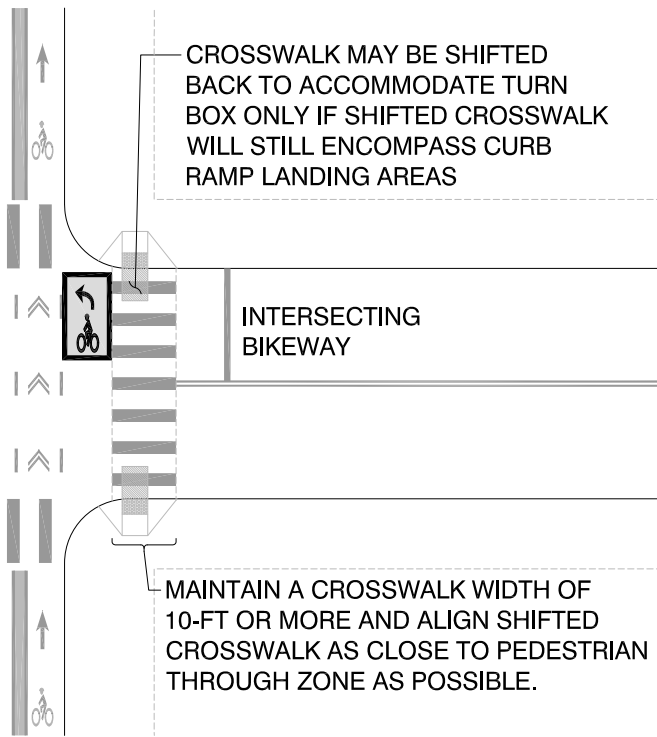 CROSSWALK MAY BE SHIFTED
BACK TO ACCOMMODATE TURN
BOX ONLY IF SHIFTED CROSSWALK
WILL STILL ENCOMPASS CURB
RAMP LANDING AREAS
INTERSECTING
BIKEWAY
MAINTAIN A CROSSWALK WIDTH OF
10-FT OR MORE AND ALIGN SHIFTED
CROSSWALK AS CLOSE TO PEDESTRIAN
THROUGH ZONE AS POSSIBLE.